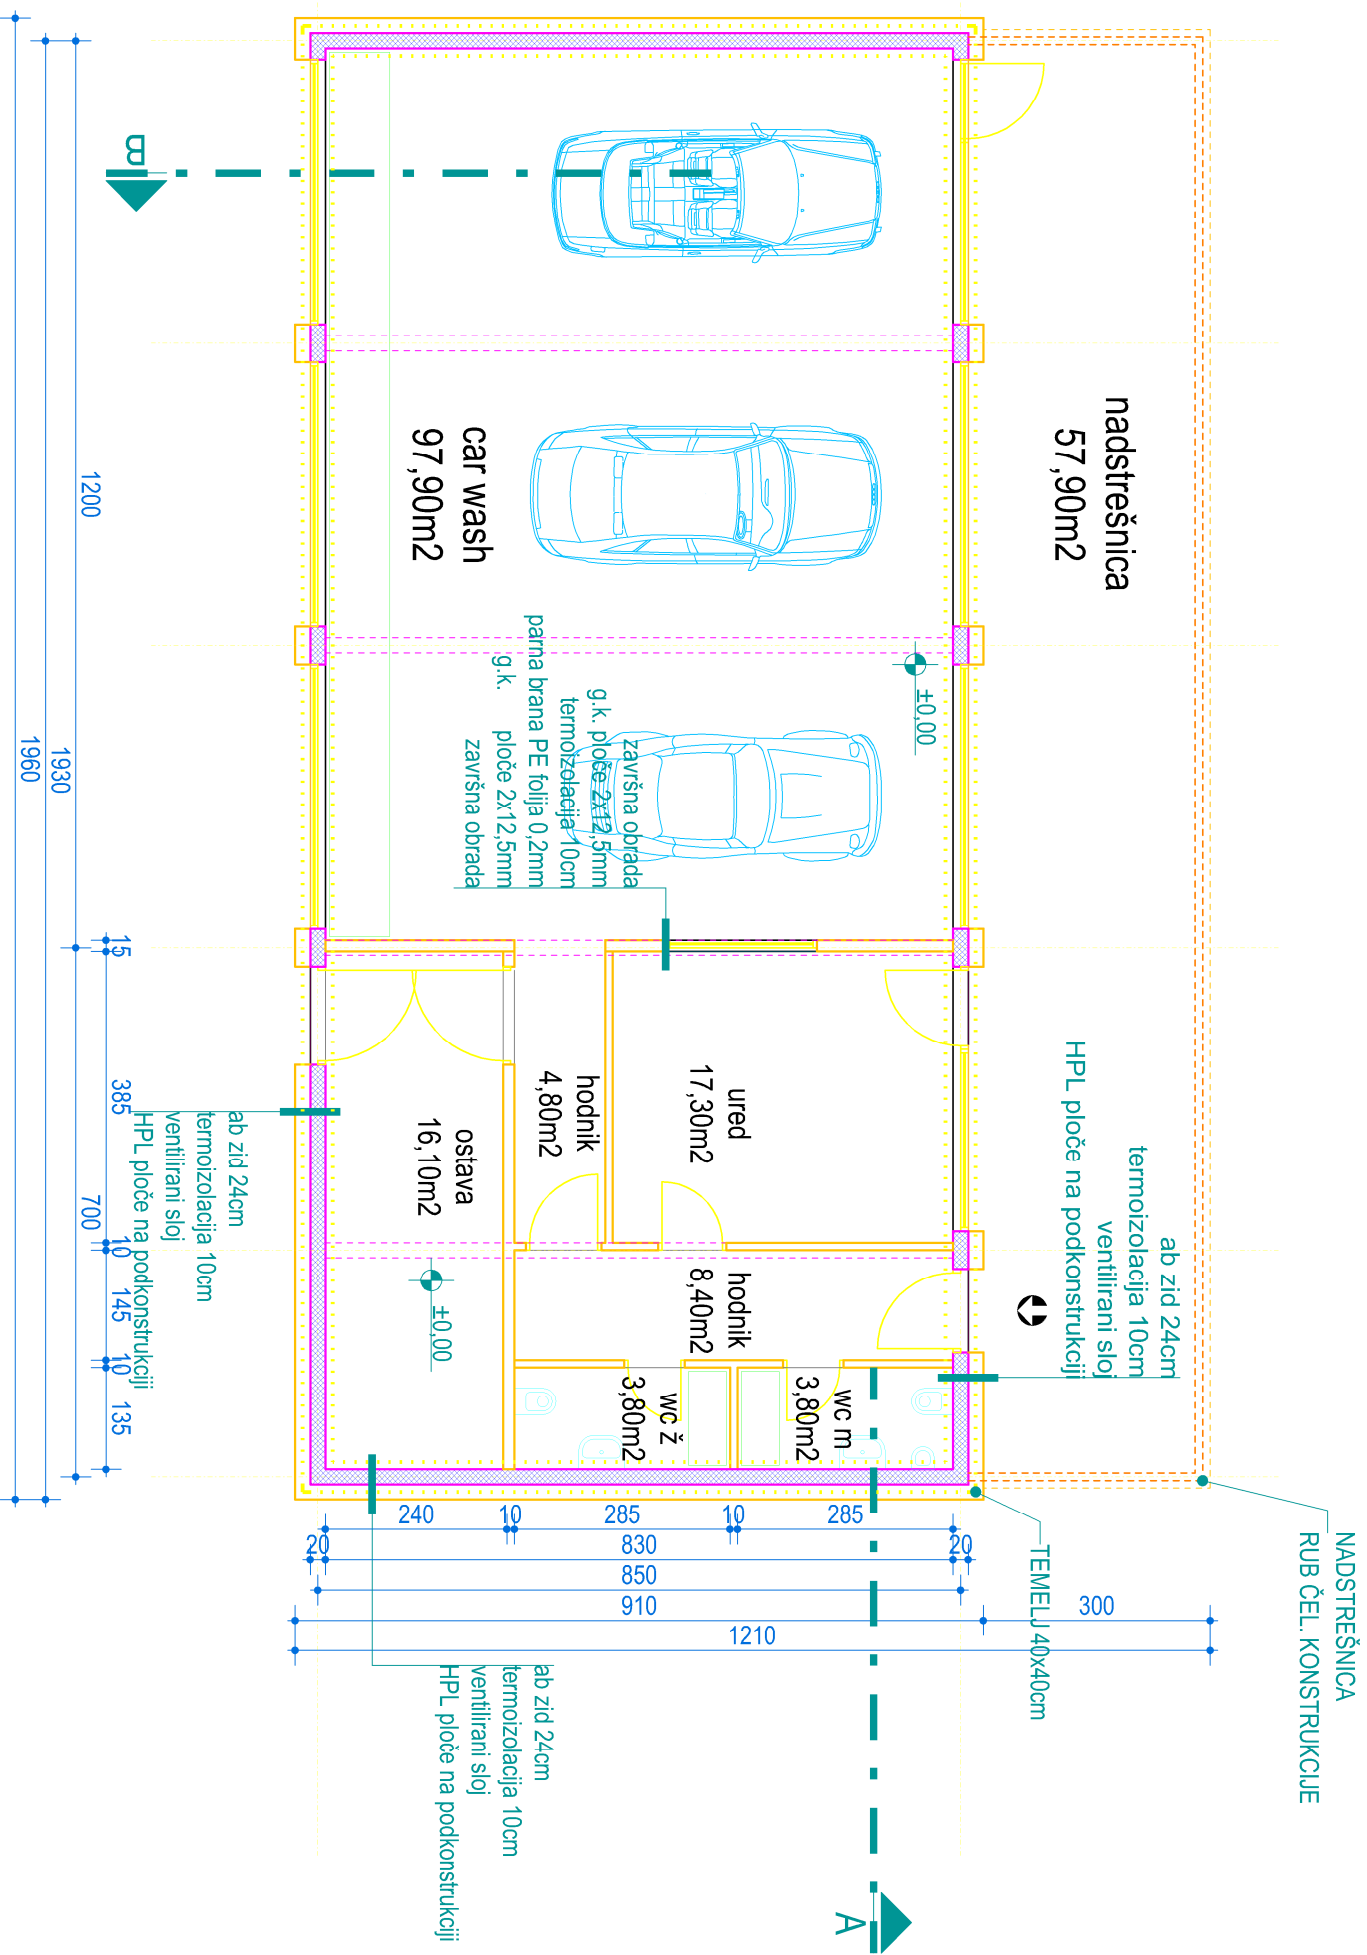 NADSTREŠNICA
RUB ČEL. KONSTRUKCIJE
nadstrešnica
57,90m2
ab zid 24cm
termoizolacija 10cm
ventilirani sloj
HPL ploče na podkonstrukciji
TEMELJ 40x40cm
±0,00
car wash
97,90m2
završna obrada
g.k. ploče 2x12,5mm
termoizolacija 10cm
parna brana PE folija 0,2mm
g.k. ploče 2x12,5mm
završna obrada
ured
17,30m2
hodnik
4,80m2
hodnik
8,40m2
wc m
3,80m2
wc ž
3,80m2
ostava
16,10m2
±0,00
ab zid 24cm
termoizolacija 10cm
ventilirani sloj
HPL ploče na podkonstrukciji
ab zid 24cm
termoizolacija 10cm
ventilirani sloj
HPL ploče na podkonstrukciji
A
B
15
385
10
145
10
135
1200
700
1930
1960
240
10
285
10
285
20
830
20
850
910
300
1210